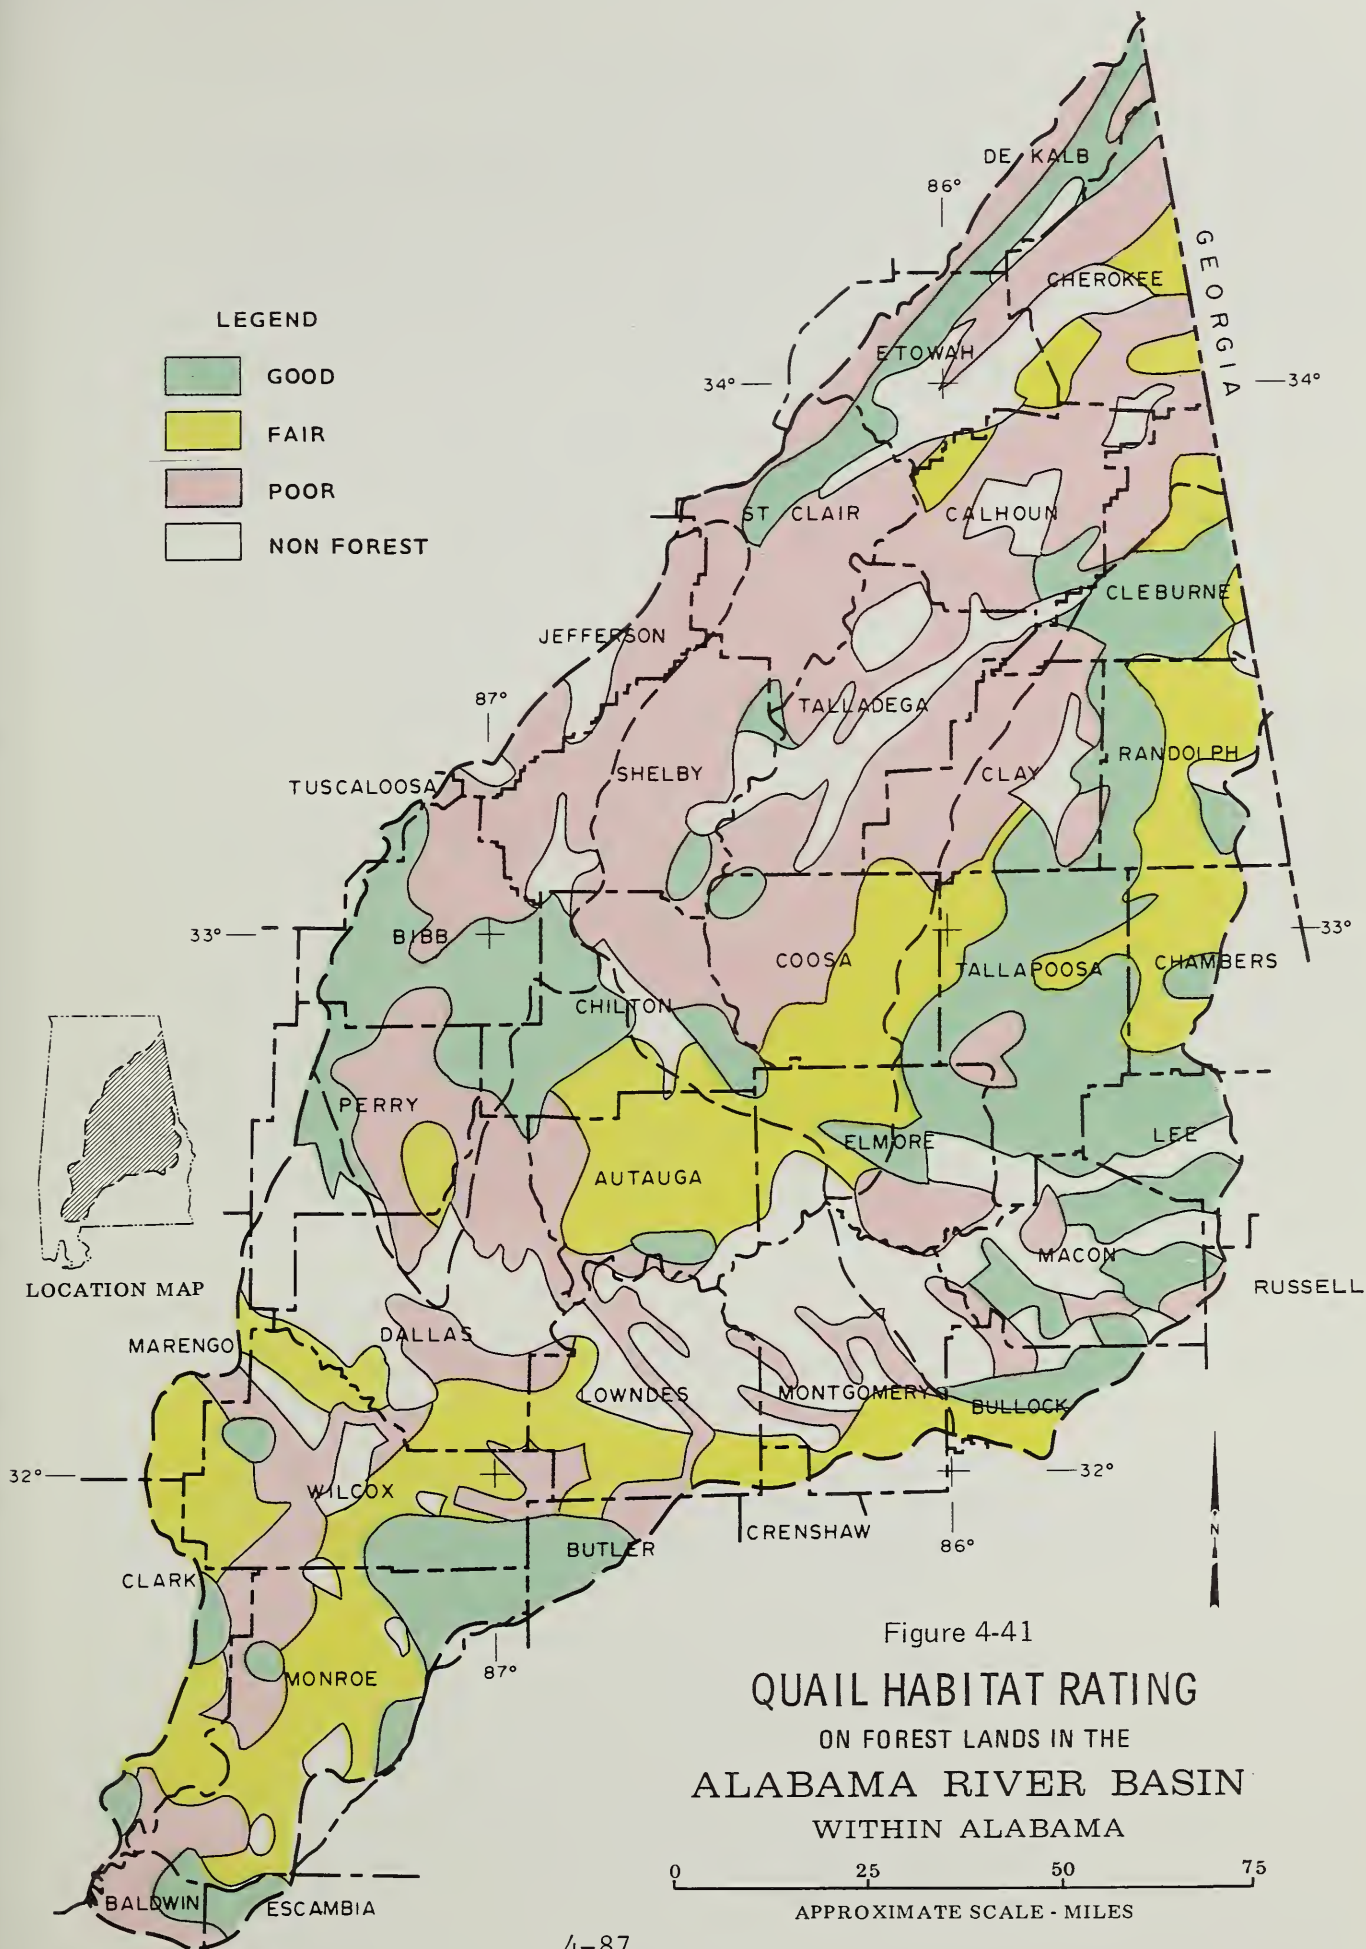 DE KALB
86°
GEORGIA
CHEROKEE
LEGEND
GOOD
FAIR
POOR
NON FOREST
ETOWAH
34°
34°
ST CLAIR
CALHOUN
CLEBURNE
JEFFERSON
87°
TALLADEGA
RANDOLPH
TUSCALOOSA
SHELBY
CLAY
33°
BIBB
COOSA
TALLAPOOSA
CHAMBERS
33°
CHILTON
PERRY
ELMORE
LEE
AUTAUGA
MACON
LOCATION MAP
RUSSELL
MARENGO
DALLAS
LOWNDES
MONTGOMERY
BULLOCK
32°
32°
WILCOX
CRENSHAW
BUTLER
86°
N
CLARK
MONROE
87°
BALDWIN
ESCAMBIA
Figure 4-41
QUAIL HABITAT RATING
ON FOREST LANDS IN THE
ALABAMA RIVER BASIN
WITHIN ALABAMA
0 25 50 75
APPROXIMATE SCALE - MILES
4-87